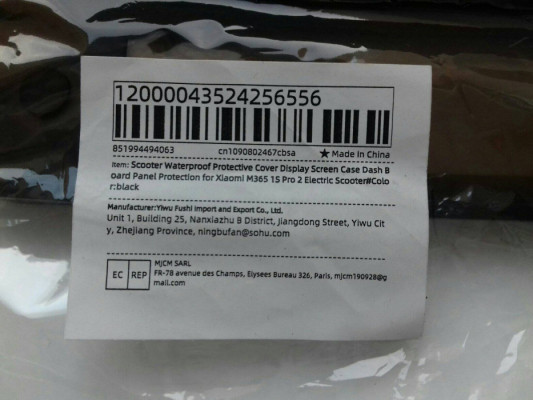 12000043524256556
851994494063 cn1090802467cbsa ★ Made in China
Item: Scooter Waterproof Protective Cover Display Screen Case Dash B
oard Panel Protection for Xiaomi M365 1S Pro 2 Electric Scooter#Colo
r:black
Manufacturer:Yiwu Fushi Import and Export Co., Ltd.
Unit 1, Building 25, Nanxiazhu B District, Jiangdong Street, Yiwu Cit
y, Zhejiang Province, ningbufan@sohu.com
EC REP
MJCM SARL
FR-78 avenue des Champs, Elysees Bureau 326, Paris, mjcm190928@g
mail.com